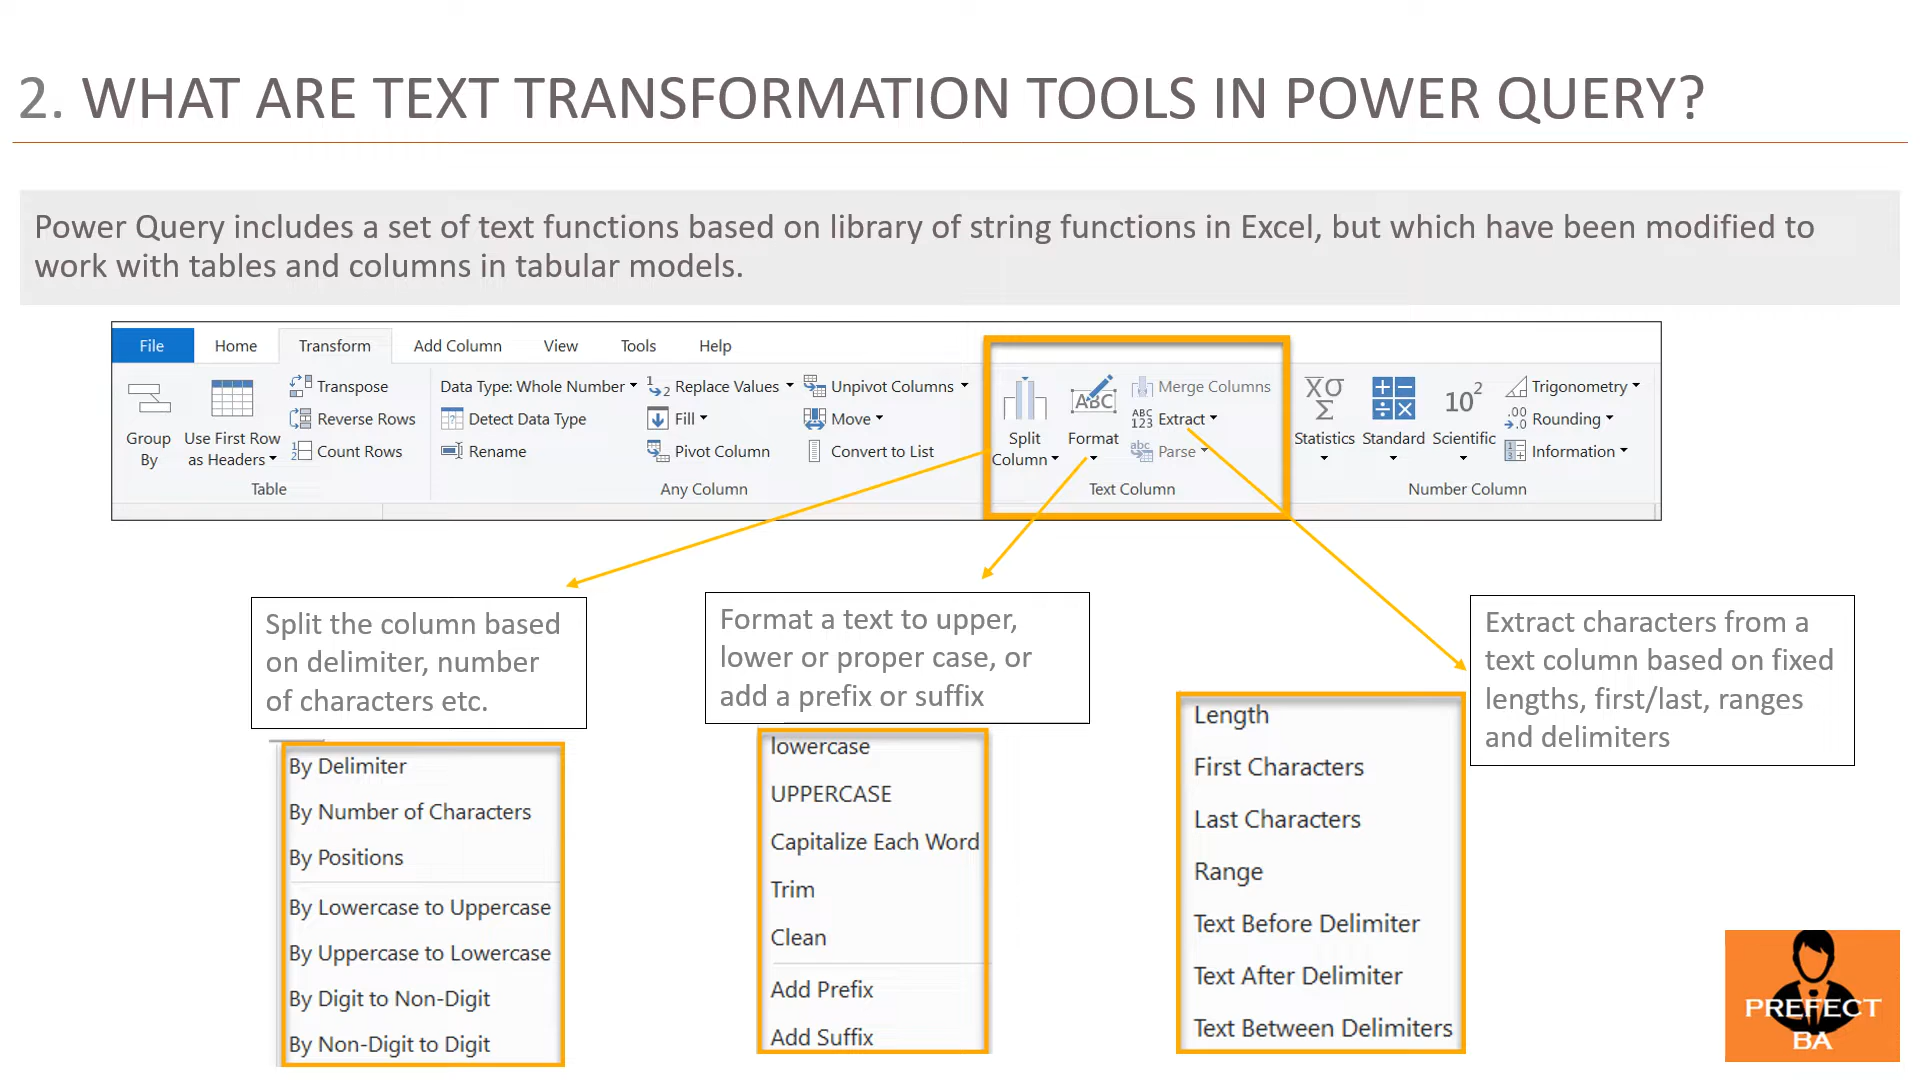 2. WHAT ARE TEXT TRANSFORMATION TOOLS IN POWER QUERY?
Power Query includes a set of text functions based on library of string functions in Excel, but which have been modified to
work with tables and columns in tabular models.
File Home Transform Add Column View Tools Help
Group
By
Use First Row
as Headers
Transpose
Reverse Rows
Count Rows
Table
Data Type: Whole Number
Detect Data Type
Rename
Replace Values
Fill
Pivot Column
Unpivot Columns
Move
Convert to List
Any Column
Split
Column
ABC
Format
Merge Columns
ABC
123 Extract
abc Parse
Text Column
XΣσ
Statistics
Standard
10²
Scientific
Trigonometry
.00
.0 Rounding
Information
Number Column
Split the column based
on delimiter, number
of characters etc.
By Delimiter
By Number of Characters
By Positions
By Lowercase to Uppercase
By Uppercase to Lowercase
By Digit to Non-Digit
By Non-Digit to Digit
Format a text to upper,
lower or proper case, or
add a prefix or suffix
lowercase
UPPERCASE
Capitalize Each Word
Trim
Clean
Add Prefix
Add Suffix
Extract characters from a
text column based on fixed
lengths, first/last, ranges
and delimiters
Length
First Characters
Last Characters
Range
Text Before Delimiter
Text After Delimiter
Text Between Delimiters
PREFECT
BA